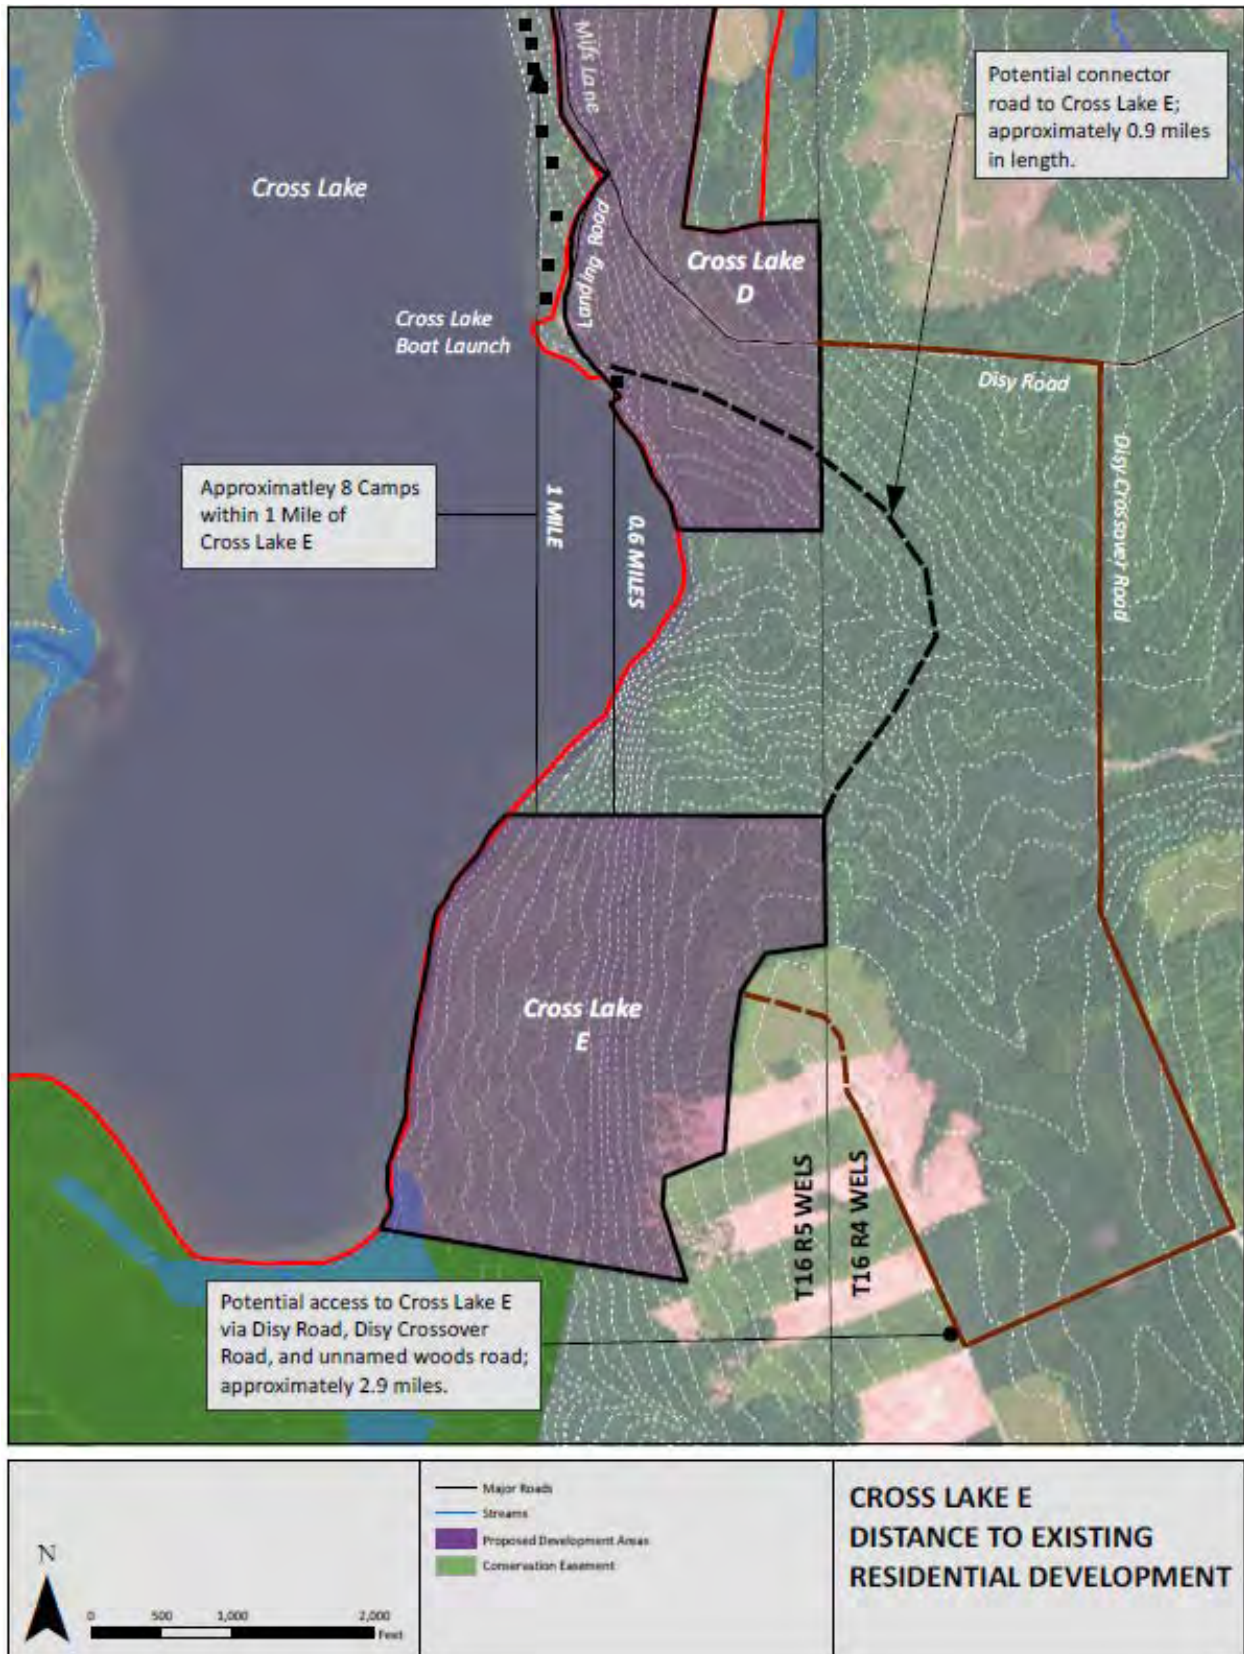 Mifs Lane
Potential connector
road to Cross Lake E;
approximately 0.9 miles
in length.
Cross Lake
Landing Road
Cross Lake
D
Cross Lake
Boat Launch
Disy Road
Disy Crossover Road
Approximatley 8 Camps
within 1 Mile of
Cross Lake E
1 MILE
0.6 MILES
Cross Lake
E
T16 R5 WELS
T16 R4 WELS
Potential access to Cross Lake E
via Disy Road, Disy Crossover
Road, and unnamed woods road;
approximately 2.9 miles.
N
0 500 1,000 2,000
Feet
Major Roads
Streams
Proposed Development Areas
Conservation Easement
CROSS LAKE E
DISTANCE TO EXISTING
RESIDENTIAL DEVELOPMENT